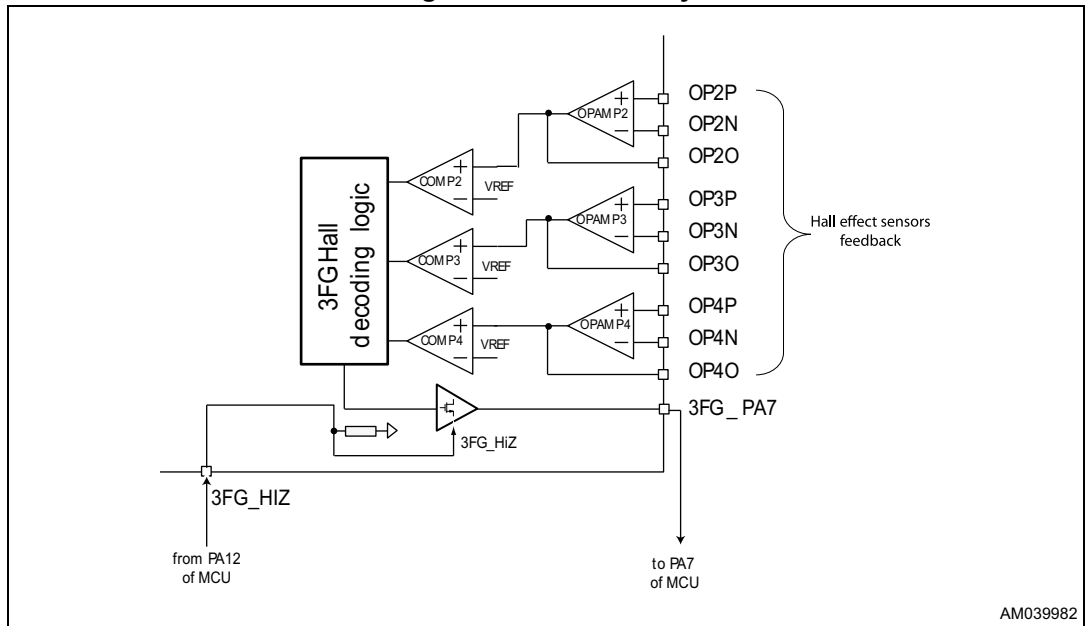 OP2P
OPAMP2
+
−
OP2N
OP2O
COMP2
+
−
VREF
3FG Hall
decoding logic
OP3P
OPAMP3
+
−
OP3N
OP3O
COMP3
+
−
VREF
Hall effect sensors
feedback
OP4P
OPAMP4
+
−
OP4N
OP4O
COMP4
+
−
VREF
3FG_PA7
3FG_HiZ
3FG_HIZ
from PA12
of MCU
to PA7
of MCU
AM039982